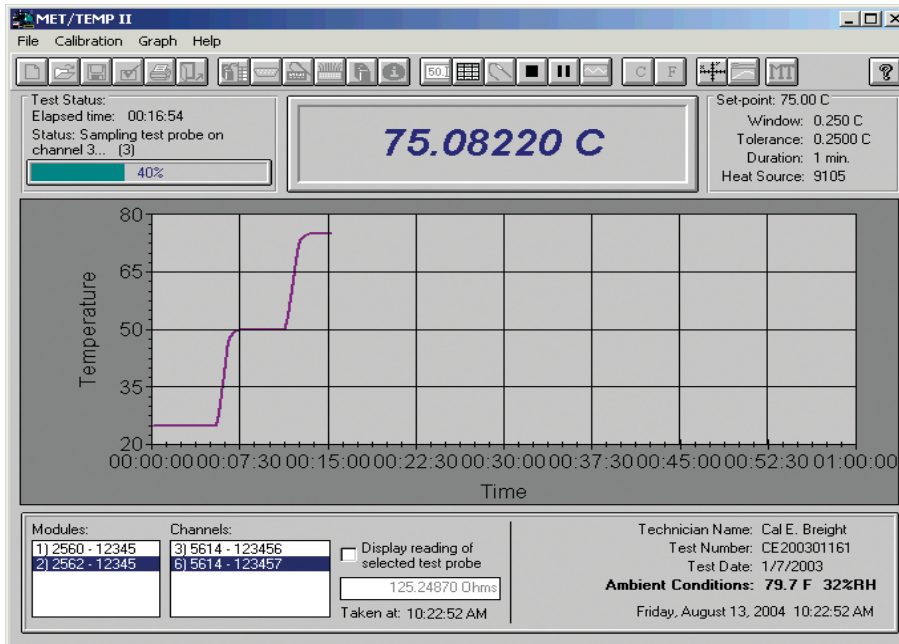 MET/TEMP II
File Calibration Graph Help
50.1 C F MT ?
Test Status:
Elapsed time: 00:16:54
Status: Sampling test probe on
channel 3... (3)
40%
75.08220 C
Set-point: 75.00 C
Window: 0.250 C
Tolerance: 0.2500 C
Duration: 1 min.
Heat Source: 9105
80
65
50
35
20
Temperature
00:00:00 00:07:30 00:15:00 00:22:30 00:30:00 00:37:30 00:45:00 00:52:30 01:00:00
Time
Modules:
1) 2560 - 12345
2) 2562 - 12345
Channels:
3) 5614 - 123456
6) 5614 - 123457
Display reading of
selected test probe
125.24870 Ohms
Taken at: 10:22:52 AM
Technician Name: Cal E. Breight
Test Number: CE200301161
Test Date: 1/7/2003
Ambient Conditions: 79.7 F 32%RH
Friday, August 13, 2004 10:22:52 AM